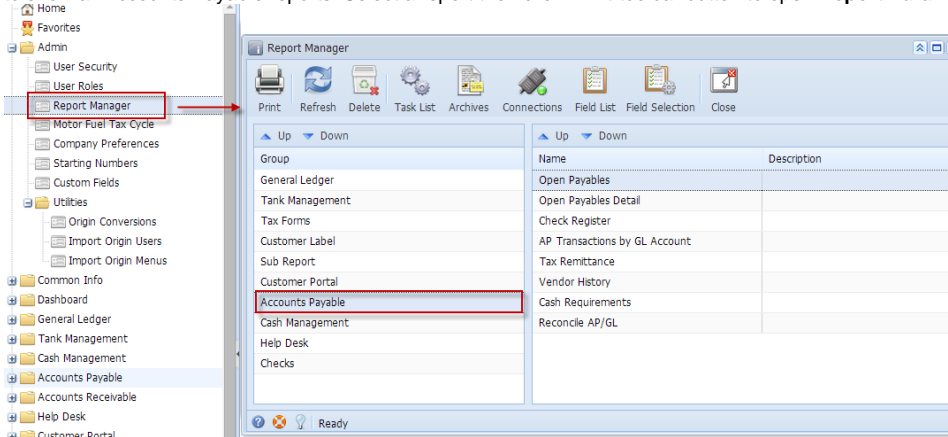 Home
Favorites
Admin
User Security
User Roles
Report Manager
Motor Fuel Tax Cycle
Company Preferences
Starting Numbers
Custom Fields
Utilities
Origin Conversions
Import Origin Users
Import Origin Menus
Common Info
Dashboard
General Ledger
Tank Management
Cash Management
Accounts Payable
Accounts Receivable
Help Desk
Customer Portal
Report Manager
Print Refresh Delete Task List Archives Connections Field List Field Selection Close
Up Down
Group
General Ledger
Tank Management
Tax Forms
Customer Label
Sub Report
Customer Portal
Accounts Payable
Cash Management
Help Desk
Checks
Up Down
Name Description
Open Payables
Open Payables Detail
Check Register
AP Transactions by GL Account
Tax Remittance
Vendor History
Cash Requirements
Reconcile AP/GL
Ready